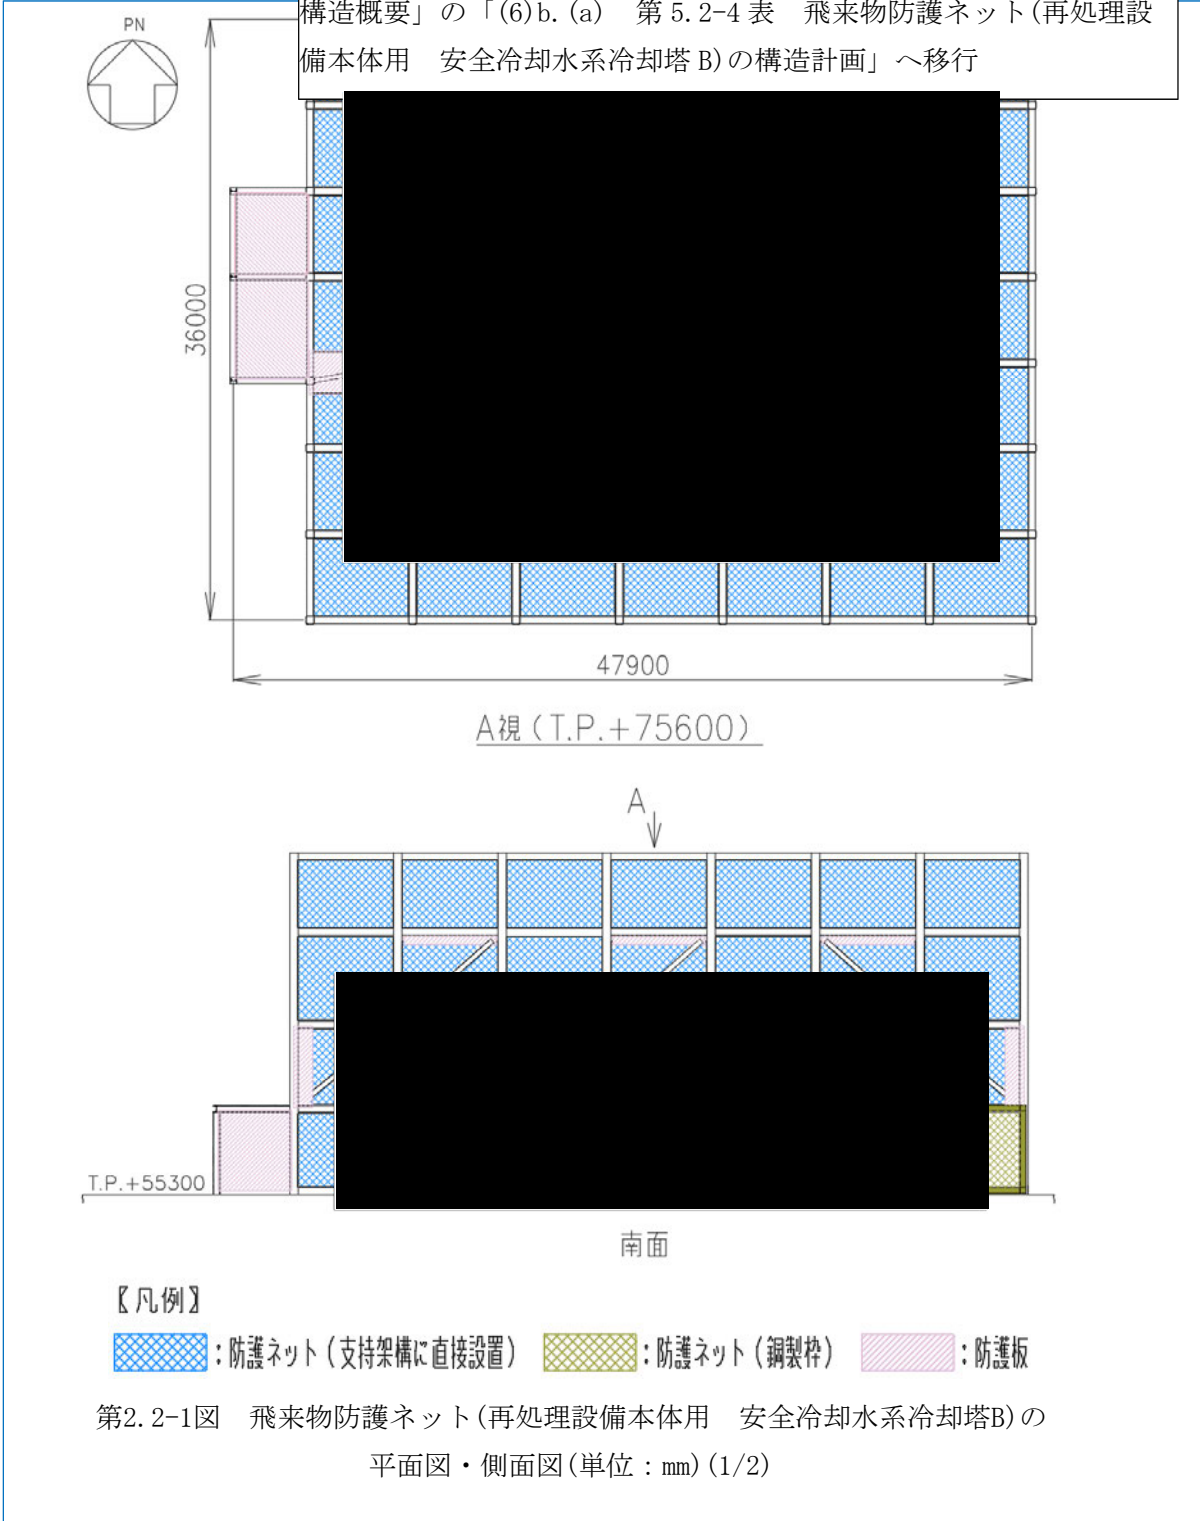 構造概要」の「(6)b.(a)　第5.2-4表　飛来物防護ネット(再処理設
備本体用　安全冷却水系冷却塔B)の構造計画」へ移行
PN
36000
47900
A視(T.P.+75600)
A
T.P.+55300
南面
【凡例】
：防護ネット（支持架構に直接設置）
：防護ネット（鋼製枠）
：防護板
第2.2-1図　飛来物防護ネット(再処理設備本体用　安全冷却水系冷却塔B)の
平面図・側面図(単位：mm)(1/2)